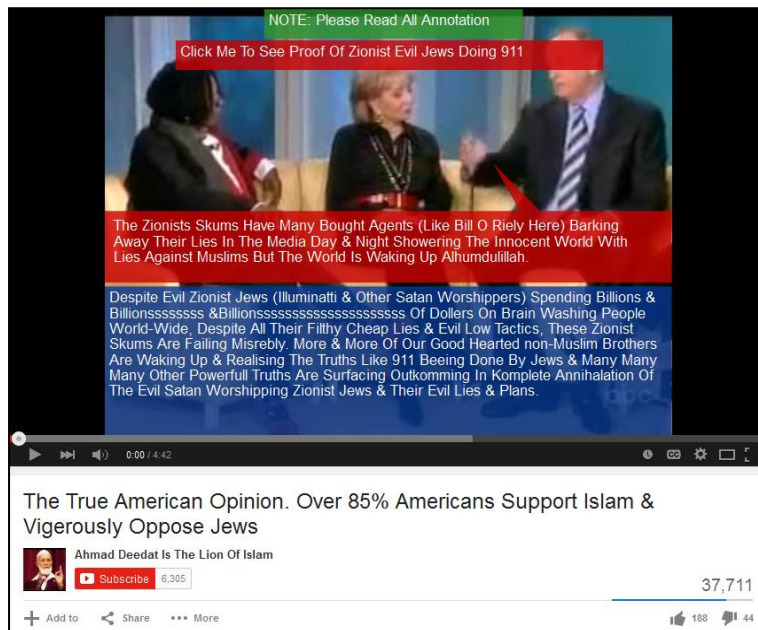 NOTE: Please Read All Annotation
Click Me To See Proof Of Zionist Evil Jews Doing 911
The Zionists Skums Have Many Bought Agents (Like Bill O Riely Here) Barking
Away Their Lies In The Media Day & Night Showering The Innocent World With
Lies Against Muslims But The World Is Waking Up Alhumdulillah.
Despite Evil Zionist Jews (Illuminatti & Other Satan Worshippers) Spending Billions &
Billionsssssssss &Billionssssssssssssssssssssss Of Dollers On Brain Washing People
World-Wide, Despite All Their Filthy Cheap Lies & Evil Low Tactics, These Zionist
Skums Are Failing Misrebly. More & More Of Our Good Hearted non-Muslim Brothers
Are Waking Up & Realising The Truths Like 911 Beeing Done By Jews & Many Many
Many Other Powerfull Truths Are Surfacing Outkomming In Komplete Annihalation Of
The Evil Satan Worshipping Zionist Jews & Their Evil Lies & Plans.
abc
0:00 / 4:42
CC
The True American Opinion. Over 85% Americans Support Islam &
Vigerously Oppose Jews
Ahmad Deedat Is The Lion Of Islam
Subscribe 6,305
37,711
Add to Share More
188 44